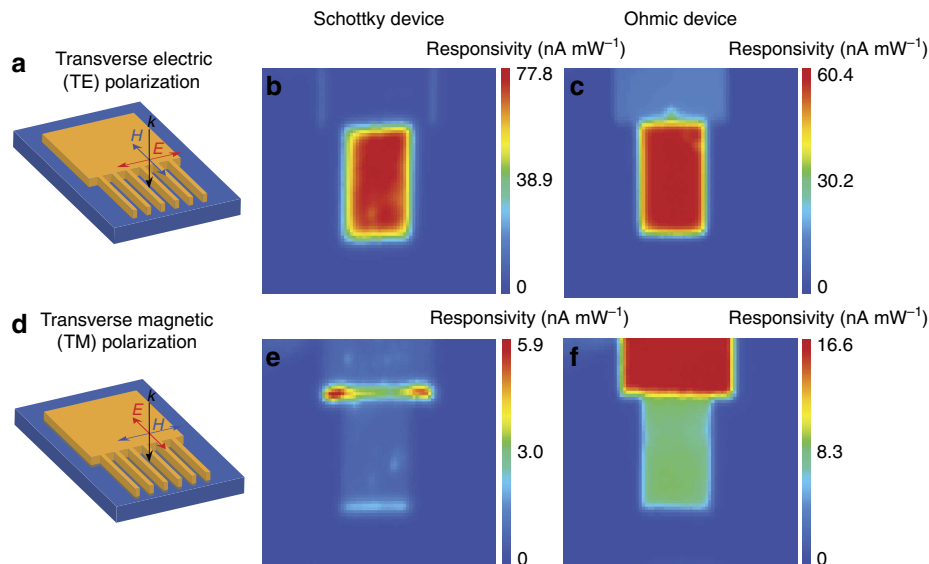 Schottky device
Ohmic device
a
Transverse electric
(TE) polarization
k
H
E
Responsivity (nA mW⁻¹)
b
77.8
38.9
0
Responsivity (nA mW⁻¹)
c
60.4
30.2
0
d
Transverse magnetic
(TM) polarization
k
E
H
Responsivity (nA mW⁻¹)
e
5.9
3.0
0
Responsivity (nA mW⁻¹)
f
16.6
8.3
0